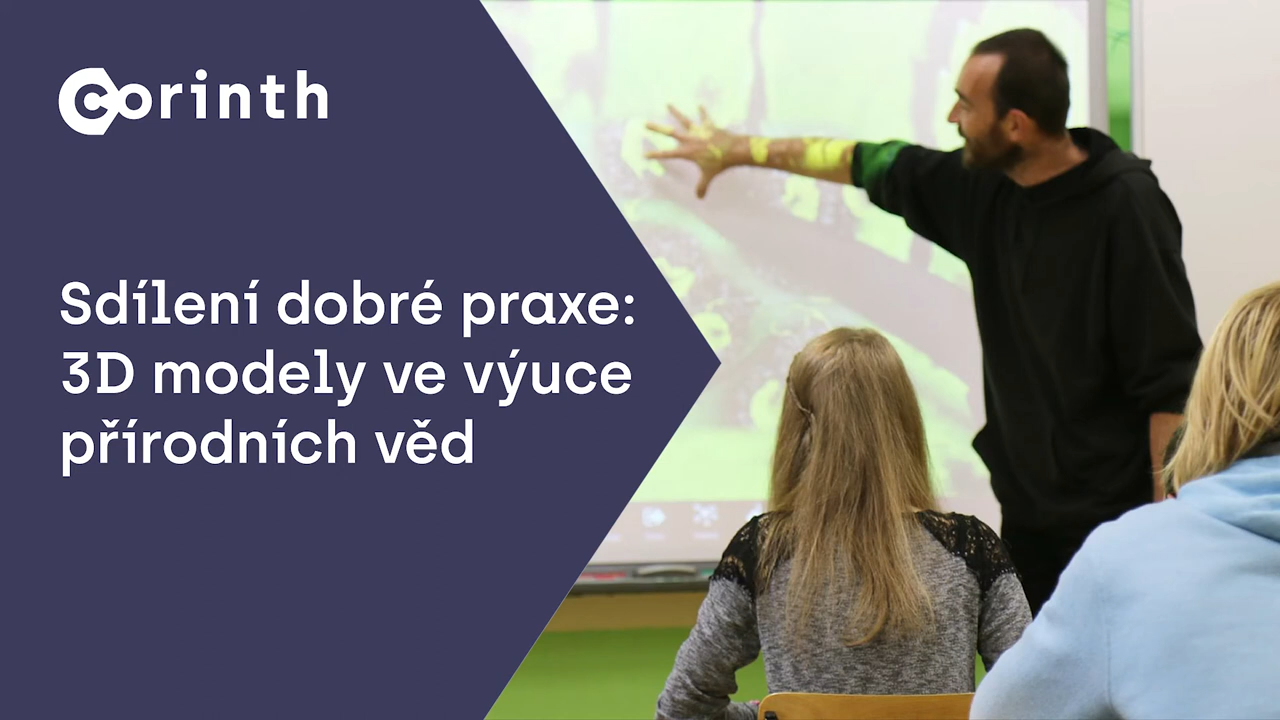 corinth
Sdílení dobré praxe:
3D modely ve výuce
přírodních věd